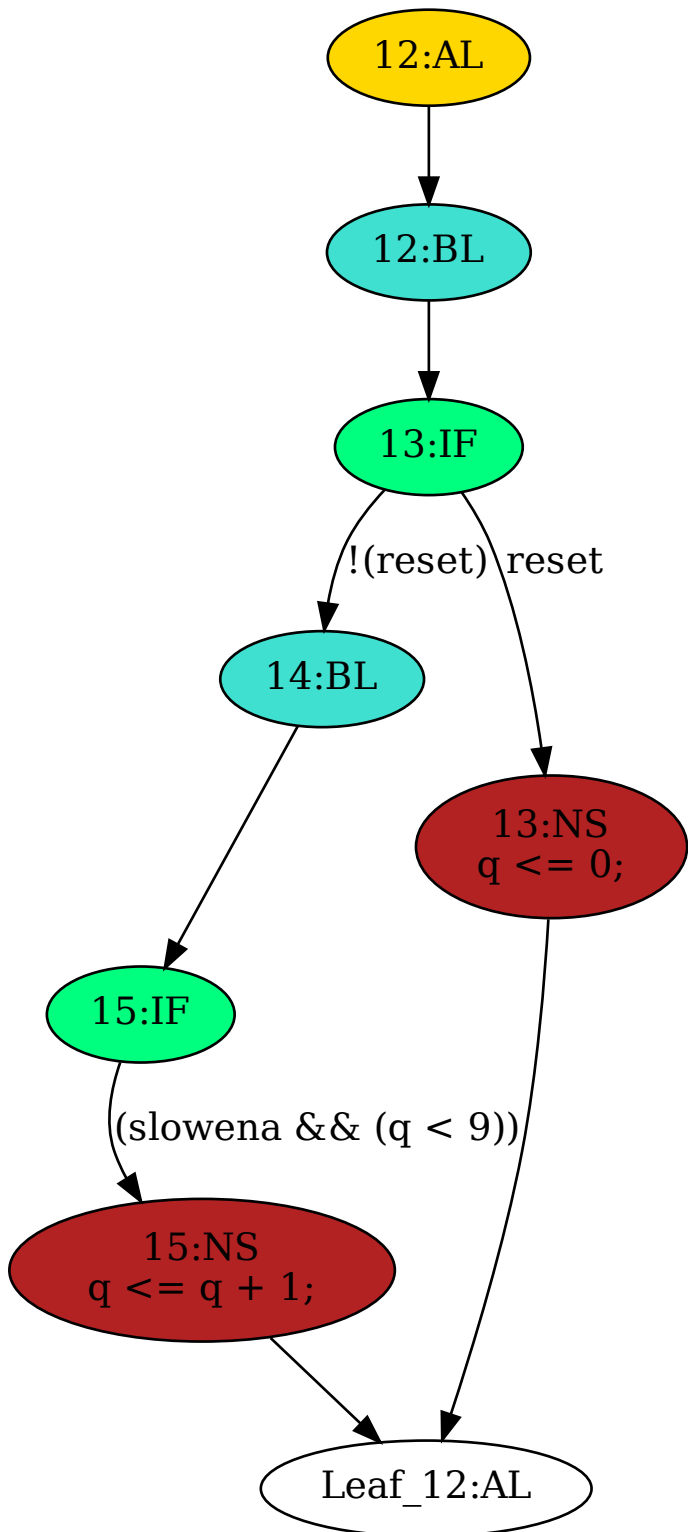 12:AL
12:BL
13:IF
!(reset)
reset
14:BL
13:NS
q <= 0;
15:IF
(slowena && (q < 9))
15:NS
q <= q + 1;
Leaf_12:AL